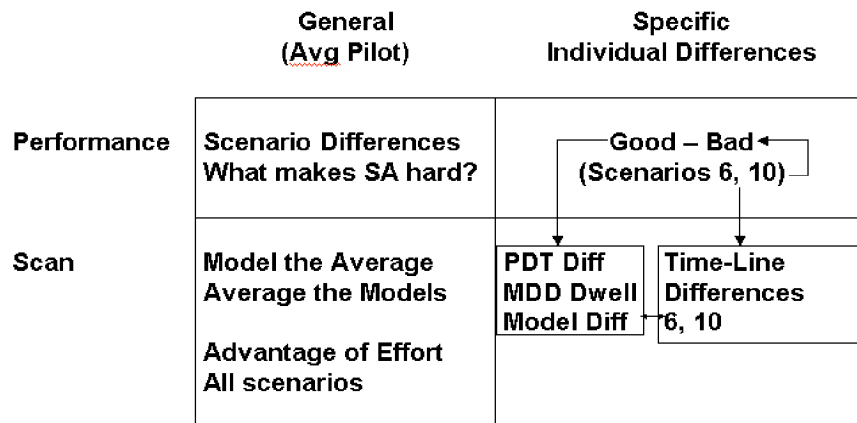 General
(Avg Pilot)
Specific
Individual Differences
Performance
Scenario Differences
What makes SA hard?
Good – Bad
(Scenarios 6, 10)
Scan
Model the Average
Average the Models
Advantage of Effort
All scenarios
PDT Diff
MDD Dwell
Model Diff
Time-Line
Differences
6, 10